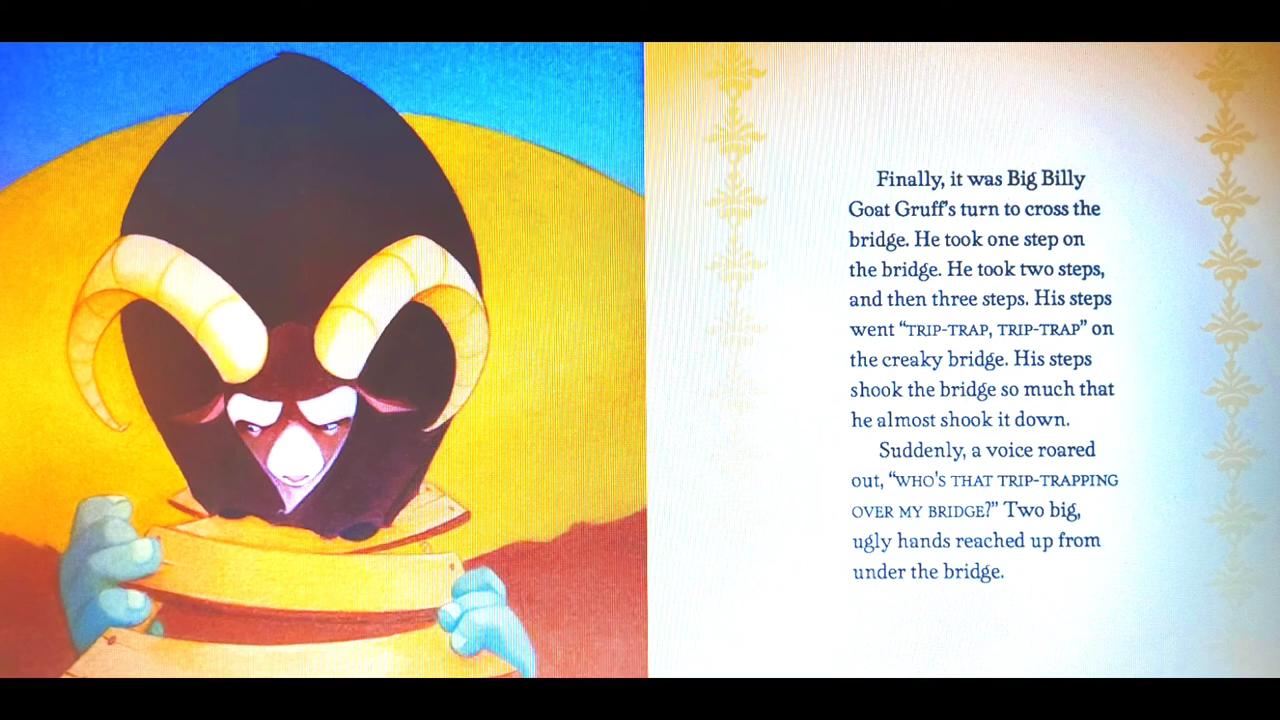 Finally, it was Big Billy
Goat Gruff's turn to cross the
bridge. He took one step on
the bridge. He took two steps,
and then three steps. His steps
went “TRIP-TRAP, TRIP-TRAP” on
the creaky bridge. His steps
shook the bridge so much that
he almost shook it down.
Suddenly, a voice roared
out, “WHO'S THAT TRIP-TRAPPING
OVER MY BRIDGE?” Two big,
ugly hands reached up from
under the bridge.